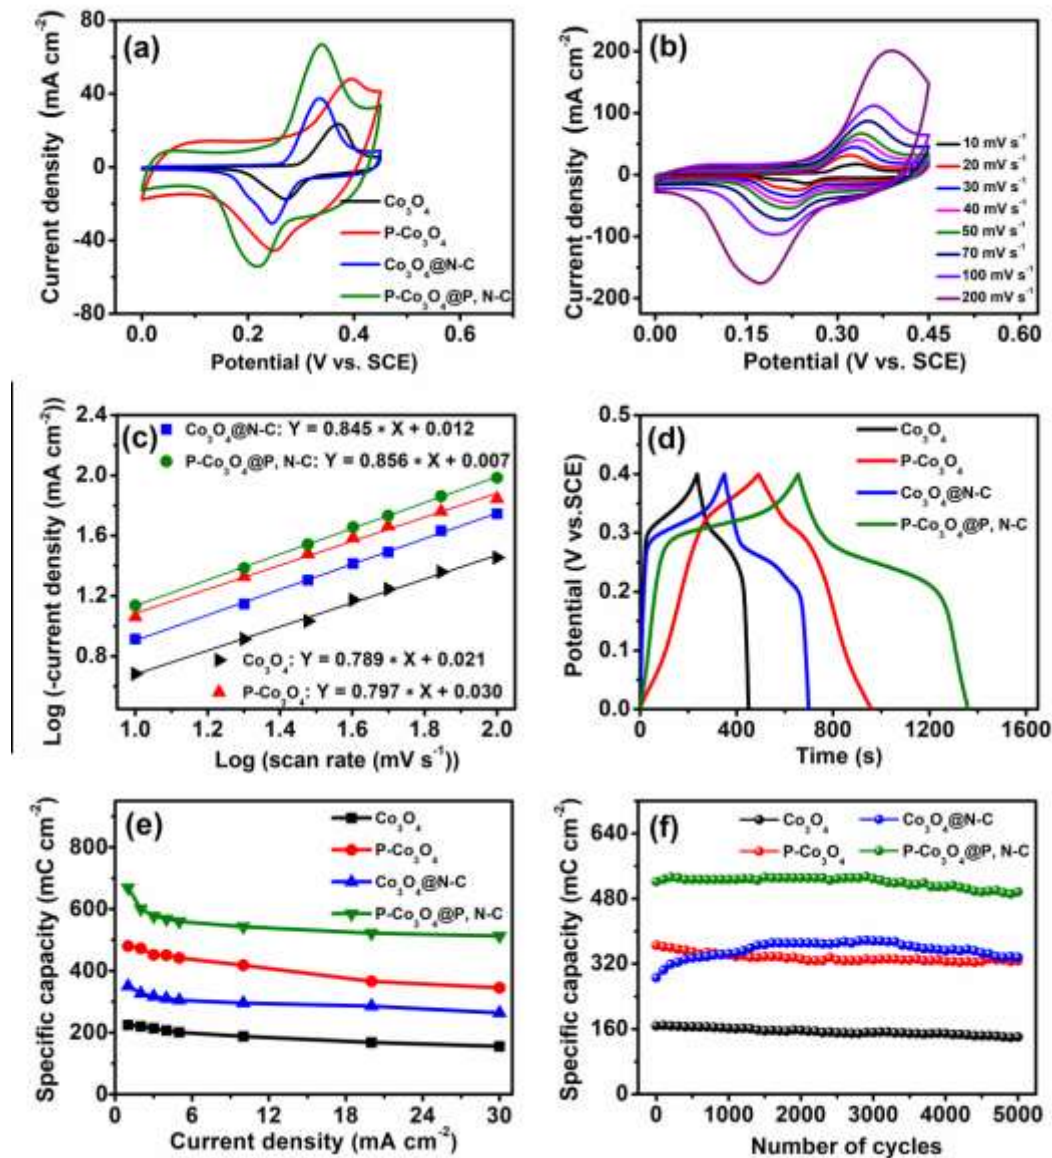 (a)
Current density (mA cm⁻²)
80
40
0
-40
-80
Co₃O₄
P-Co₃O₄
Co₃O₄@N-C
P-Co₃O₄@P, N-C
0.0 0.2 0.4 0.6
Potential (V vs. SCE)
(b)
Current density (mA cm⁻²)
200
100
0
-100
-200
10 mV s⁻¹
20 mV s⁻¹
30 mV s⁻¹
40 mV s⁻¹
50 mV s⁻¹
70 mV s⁻¹
100 mV s⁻¹
200 mV s⁻¹
0.00 0.15 0.30 0.45 0.60
Potential (V vs. SCE)
(c)
Log (-current density (mA cm⁻²))
2.4
2.0
1.6
1.2
0.8
Co₃O₄@N-C: Y = 0.845 * X + 0.012
P-Co₃O₄@P, N-C: Y = 0.856 * X + 0.007
Co₃O₄: Y = 0.789 * X + 0.021
P-Co₃O₄: Y = 0.797 * X + 0.030
1.0 1.2 1.4 1.6 1.8 2.0
Log (scan rate (mV s⁻¹))
(d)
Potential (V vs.SCE)
0.5
0.4
0.3
0.2
0.1
0.0
Co₃O₄
P-Co₃O₄
Co₃O₄@N-C
P-Co₃O₄@P, N-C
0 400 800 1200 1600
Time (s)
(e)
Specific capacity (mC cm⁻²)
800
600
400
200
0
Co₃O₄
P-Co₃O₄
Co₃O₄@N-C
P-Co₃O₄@P, N-C
0 6 12 18 24 30
Current density (mA cm⁻²)
(f)
Specific capacity (mC cm⁻²)
640
480
320
160
0
Co₃O₄ Co₃O₄@N-C
P-Co₃O₄ P-Co₃O₄@P, N-C
0 1000 2000 3000 4000 5000
Number of cycles